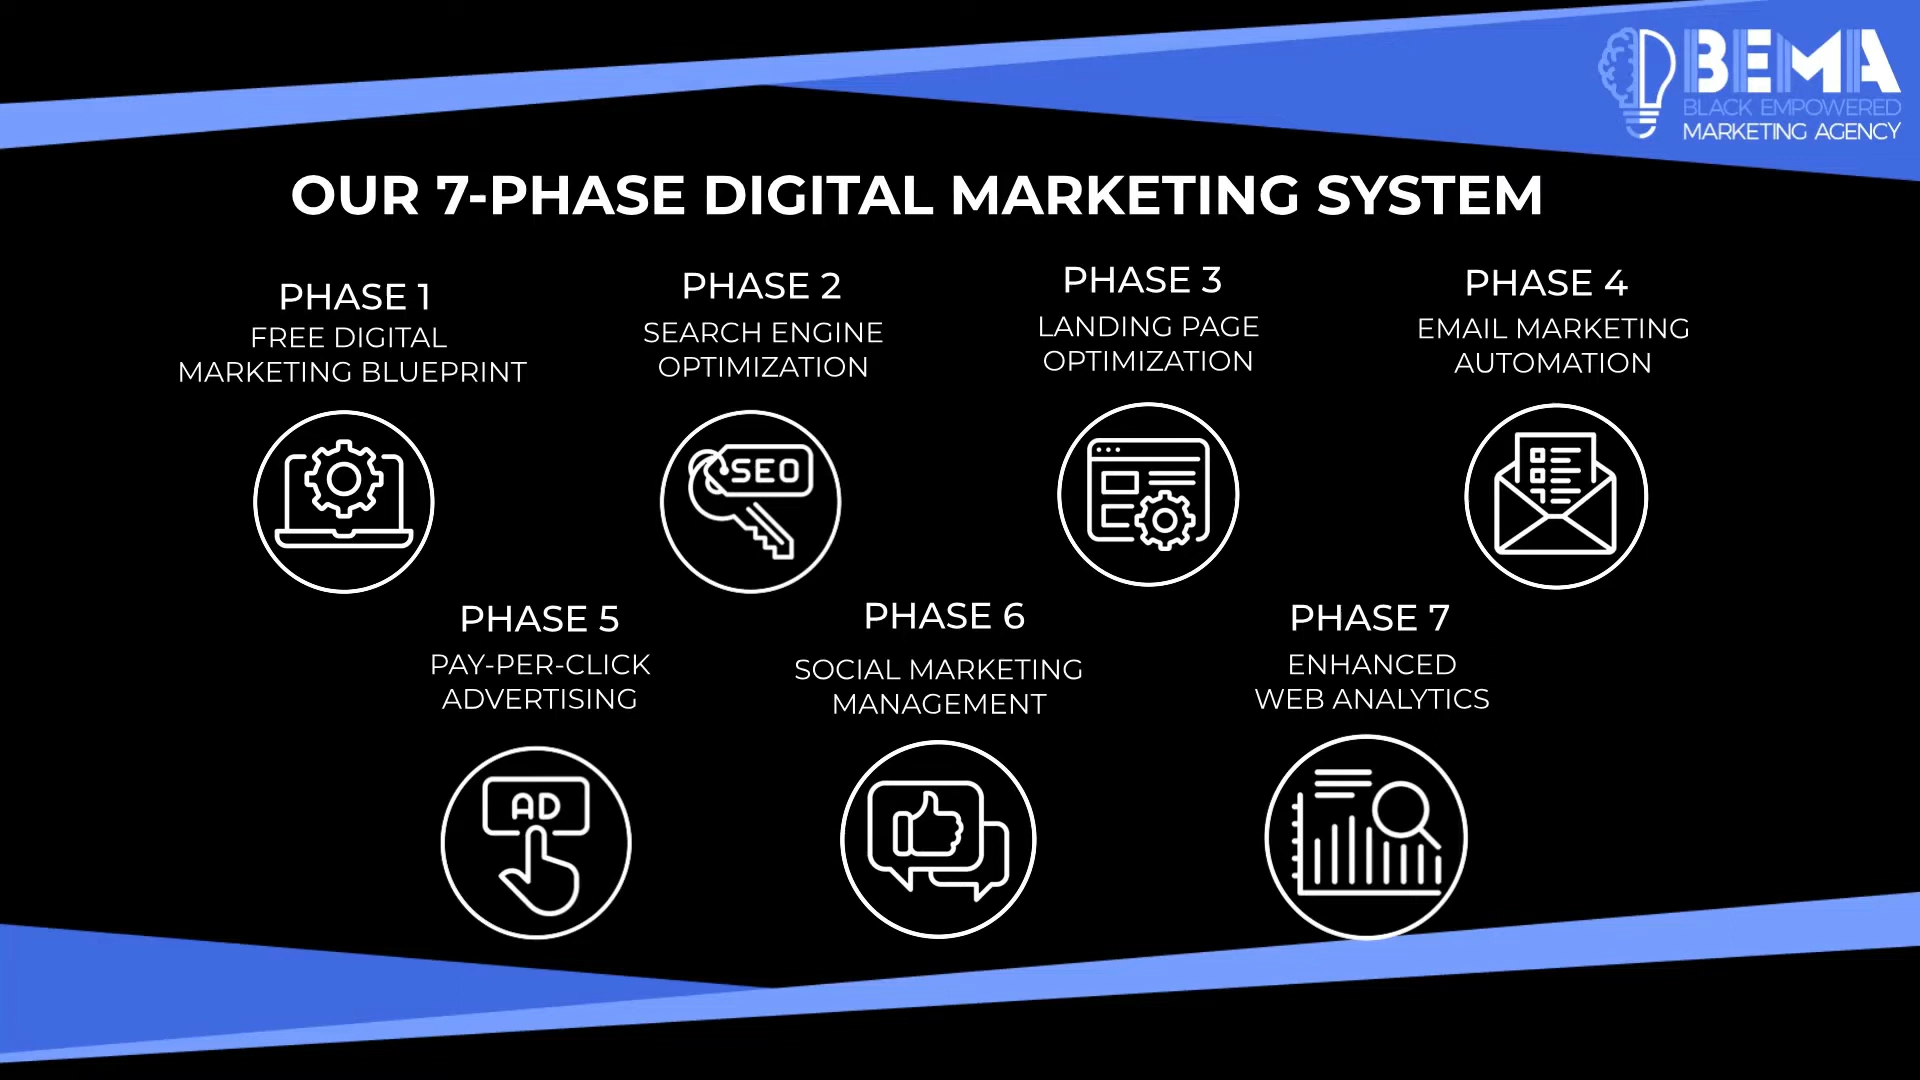 BEMA
BLACK EMPOWERED
MARKETING AGENCY
OUR 7-PHASE DIGITAL MARKETING SYSTEM
PHASE 1
FREE DIGITAL
MARKETING BLUEPRINT
PHASE 2
SEARCH ENGINE
OPTIMIZATION
SEO
PHASE 3
LANDING PAGE
OPTIMIZATION
PHASE 4
EMAIL MARKETING
AUTOMATION
PHASE 5
PAY-PER-CLICK
ADVERTISING
AD
PHASE 6
SOCIAL MARKETING
MANAGEMENT
PHASE 7
ENHANCED
WEB ANALYTICS